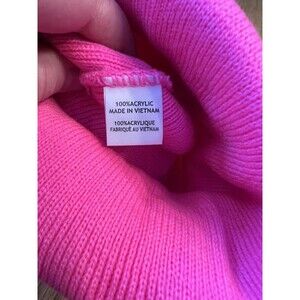 100%ACRYLIC
MADE IN VIETNAM
100%ACRYLIQUE
FABRIQUÉ AU VIETNAM